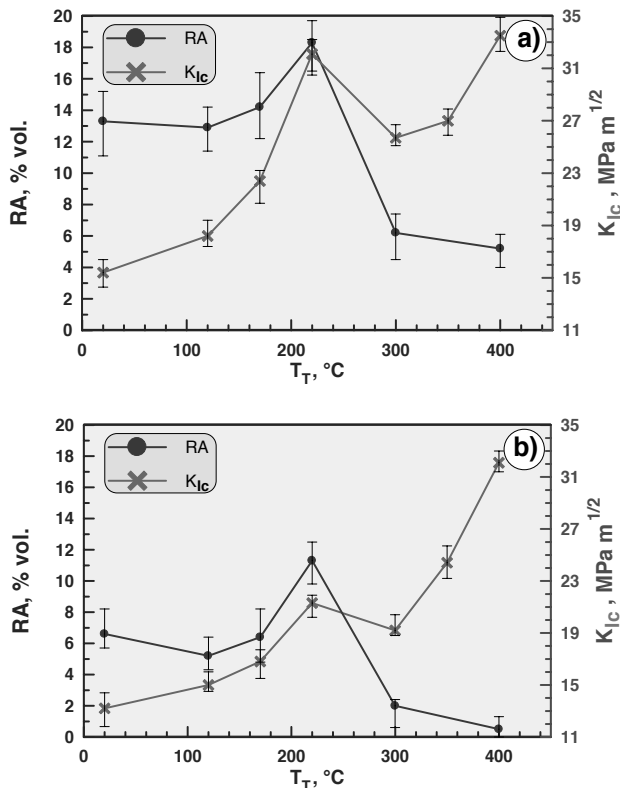 a)
RA
K_Ic
RA, % vol.
20
18
16
14
12
10
8
6
4
2
0
K_Ic, MPa m^1/2
35
31
27
23
19
15
11
0 100 200 300 400
T_T, °C
b)
RA
K_Ic
RA, % vol.
20
18
16
14
12
10
8
6
4
2
0
K_Ic, MPa m^1/2
35
31
27
23
19
15
11
0 100 200 300 400
T_T, °C